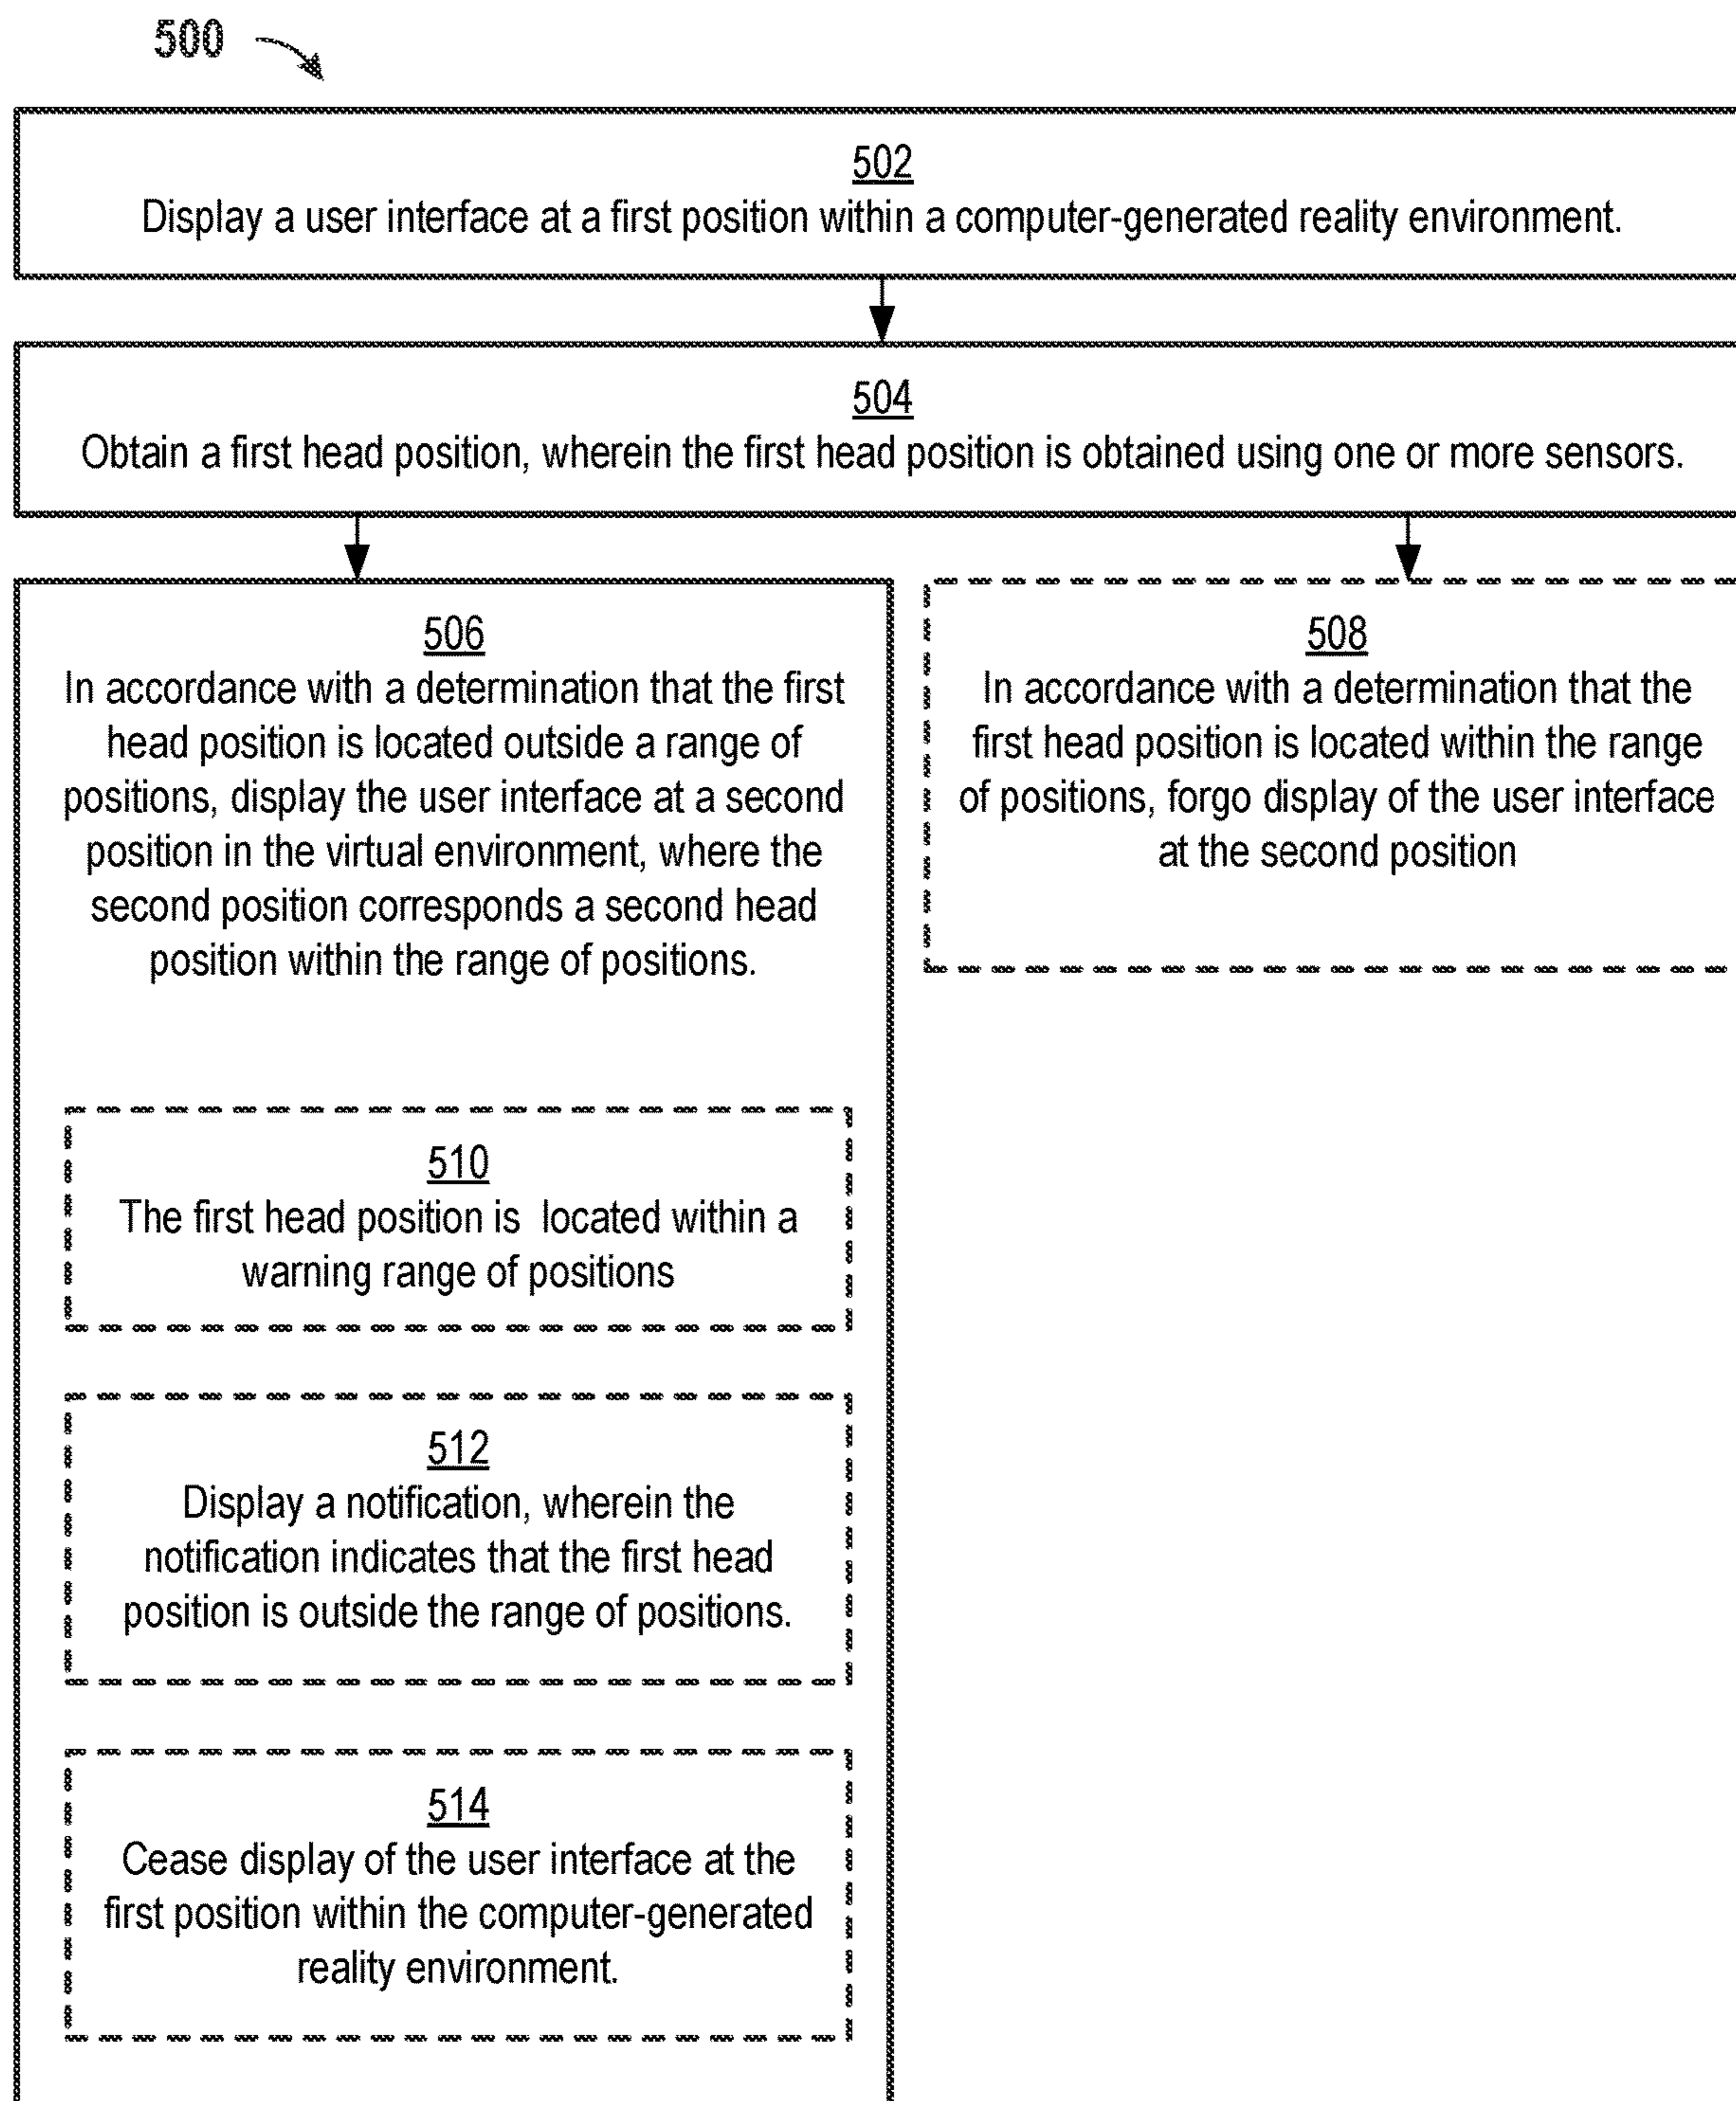 500
502
Display a user interface at a first position within a computer-generated reality environment.
504
Obtain a first head position, wherein the first head position is obtained using one or more sensors.
506
In accordance with a determination that the first
head position is located outside a range of
positions, display the user interface at a second
position in the virtual environment, where the
second position corresponds a second head
position within the range of positions.
508
In accordance with a determination that the
first head position is located within the range
of positions, forgo display of the user interface
at the second position
510
The first head position is located within a
warning range of positions
512
Display a notification, wherein the
notification indicates that the first head
position is outside the range of positions.
514
Cease display of the user interface at the
first position within the computer-generated
reality environment.